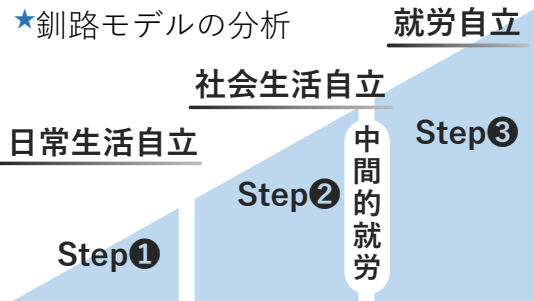 ★釧路モデルの分析
就労自立
社会生活自立
日常生活自立
Step❸
中間的就労
Step❷
Step❶